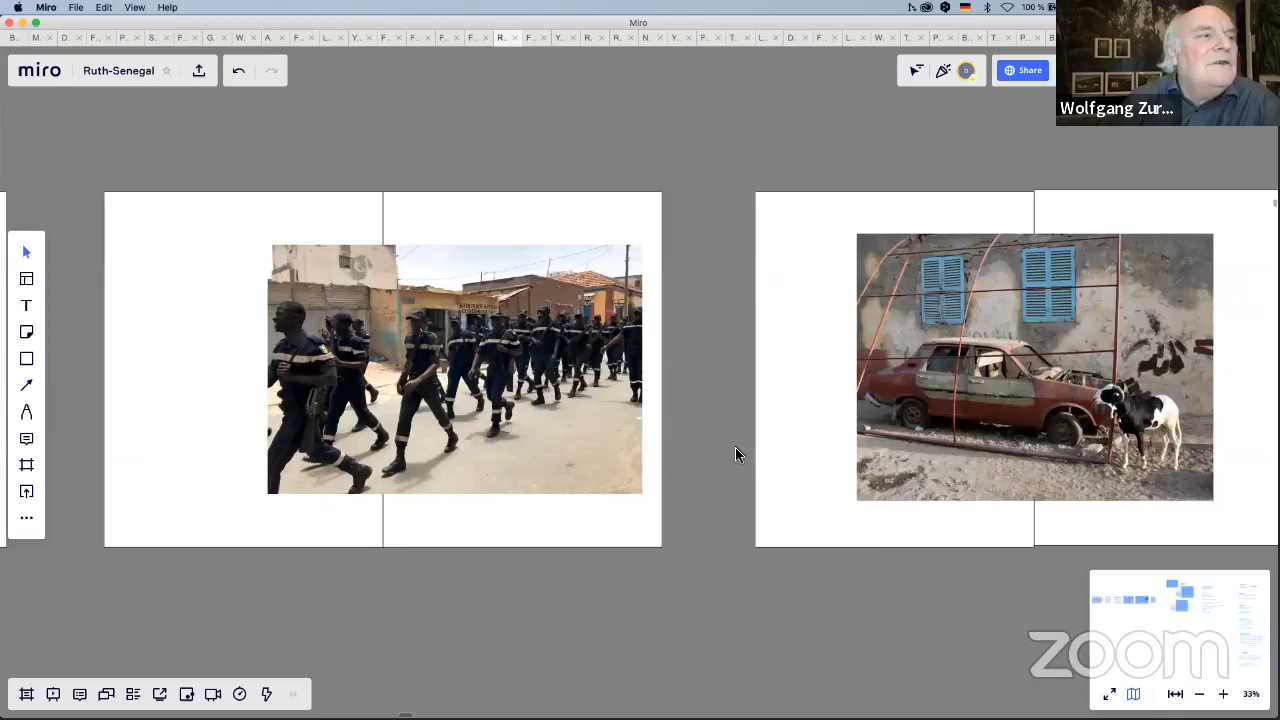 Miro File Edit View Help
100 %
Miro
B.. M.. D.. F.. P.. S.. F.. G.. W.. A.. F.. L.. Y.. F.. F.. F.. F.. R.. F.. Y.. R.. R.. N.. Y.. F.. T.. L.. D.. F.. L.. W.. T.. P.. B.. T.. P.. B
miro Ruth-Senegal
Share
Wolfgang Zur...
T
zoom
33%